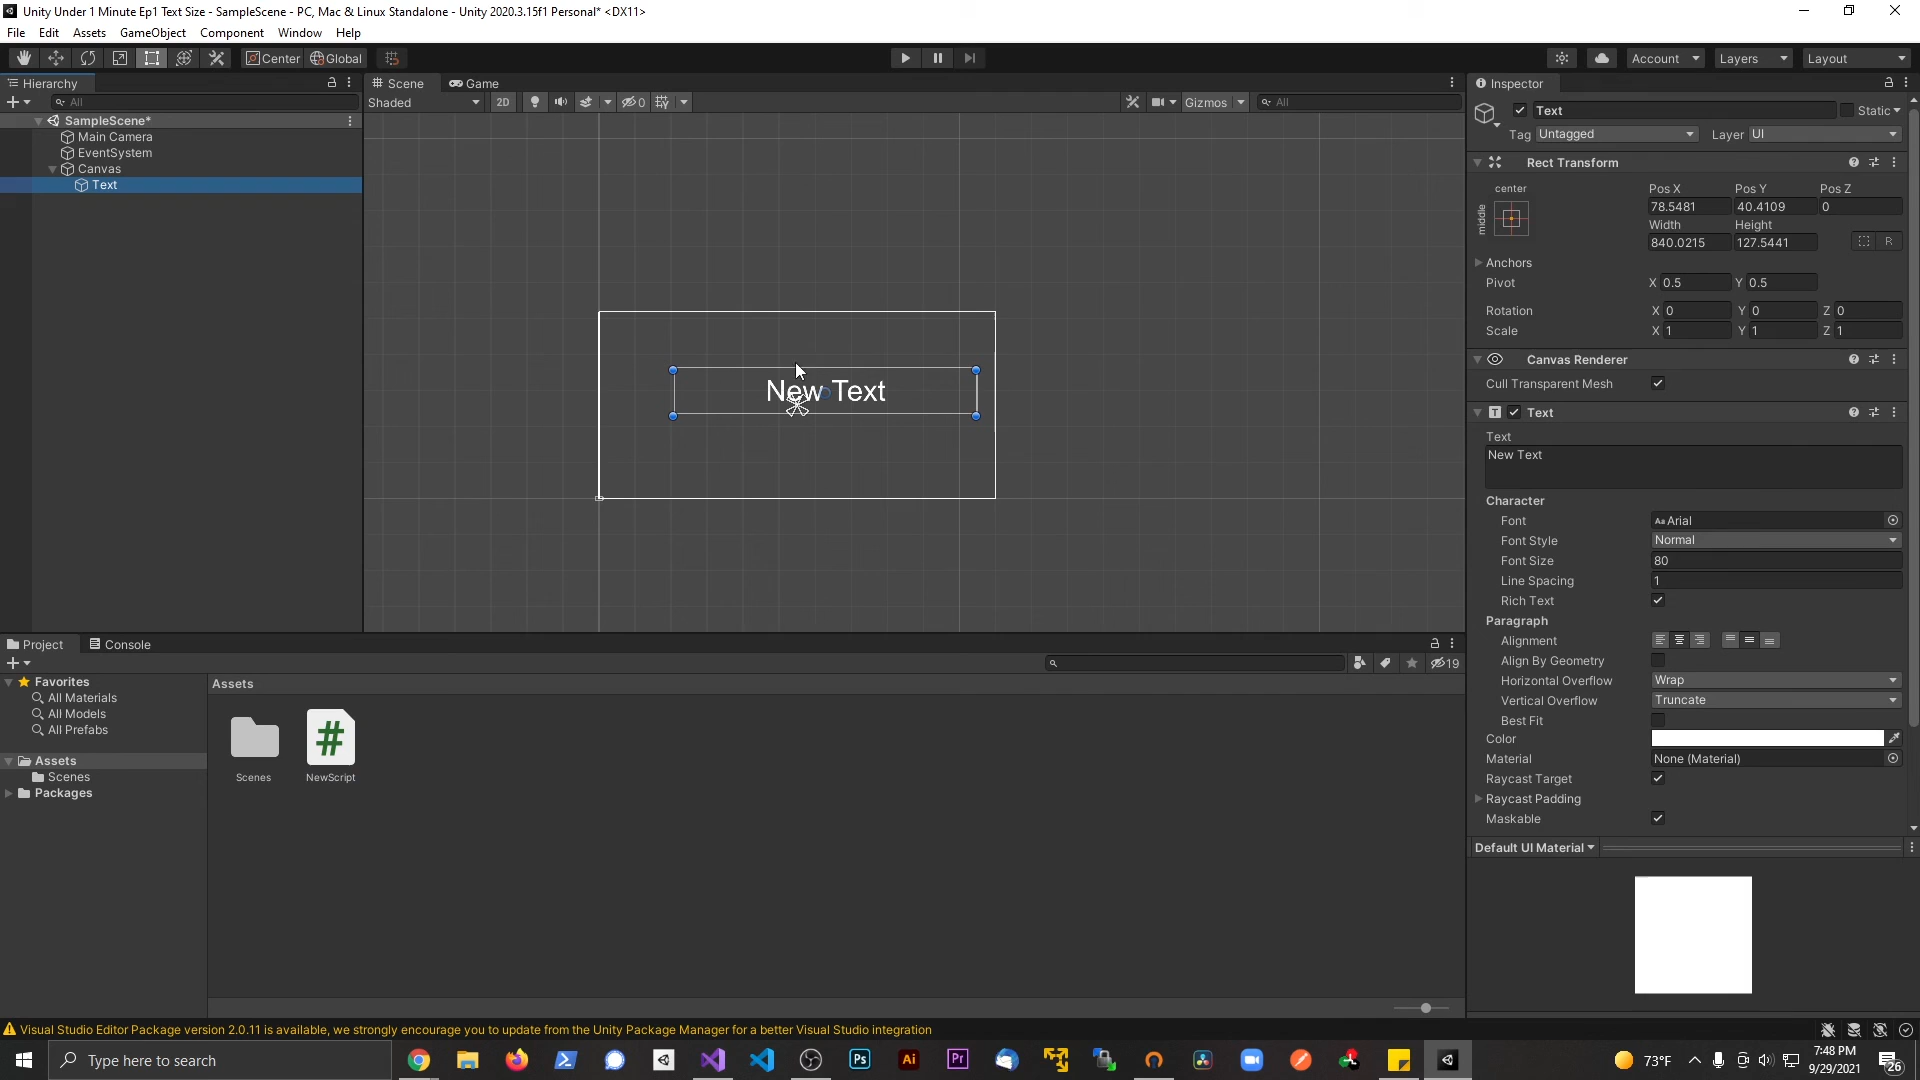 Unity Under 1 Minute Ep1 Text Size - SampleScene - PC, Mac & Linux Standalone - Unity 2020.3.15f1 Personal* <DX11>
File Edit Assets GameObject Component Window Help
Center Global Account Layers Layout
Hierarchy
All
SampleScene*
Main Camera
EventSystem
Canvas
Text
Scene Game
Shaded 2D 0 Gizmos All
New Text
Inspector
Text Static
Tag Untagged Layer UI
Rect Transform
center
middle
Pos X Pos Y Pos Z
78.5481 40.4109 0
Width Height
840.0215 127.5441 R
Anchors
Pivot X 0.5 Y 0.5
Rotation X 0 Y 0 Z 0
Scale X 1 Y 1 Z 1
Canvas Renderer
Cull Transparent Mesh
Text
Text
New Text
Character
Font Aa Arial
Font Style Normal
Font Size 80
Line Spacing 1
Rich Text
Paragraph
Alignment
Align By Geometry
Horizontal Overflow Wrap
Vertical Overflow Truncate
Best Fit
Color
Material None (Material)
Raycast Target
Raycast Padding
Maskable
Default UI Material
Project Console
19
Favorites
All Materials
All Models
All Prefabs
Assets
Scenes
Packages
Assets
#
Scenes NewScript
Visual Studio Editor Package version 2.0.11 is available, we strongly encourage you to update from the Unity Package Manager for a better Visual Studio integration
Type here to search
Ps Ai Pr
73°F
7:48 PM
9/29/2021
26